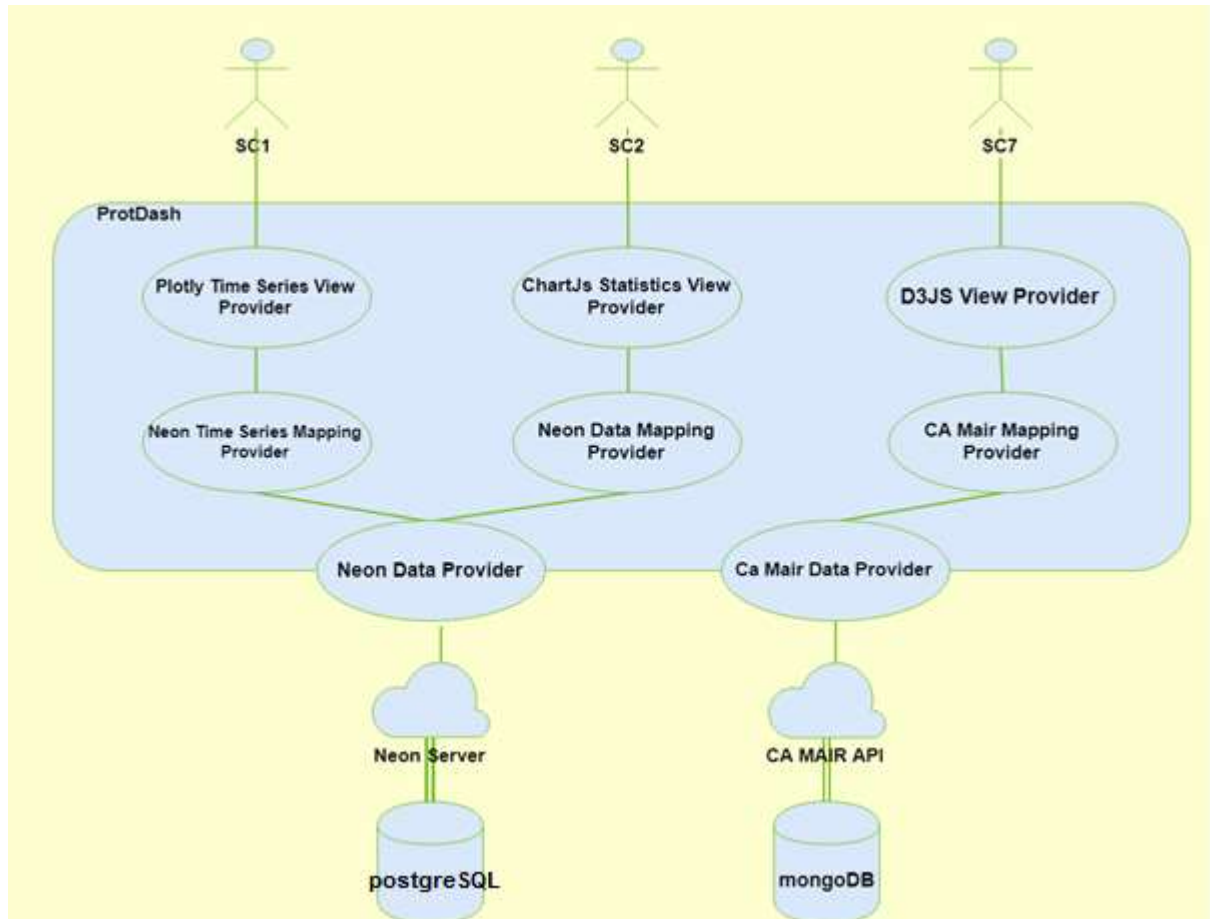 SC1
SC2
SC7
ProtDash
Plotly Time Series View
Provider
ChartJs Statistics View
Provider
D3JS View Provider
Neon Time Series Mapping
Provider
Neon Data Mapping
Provider
CA Mair Mapping
Provider
Neon Data Provider
Ca Mair Data Provider
Neon Server
CA MAIR API
postgreSQL
mongoDB